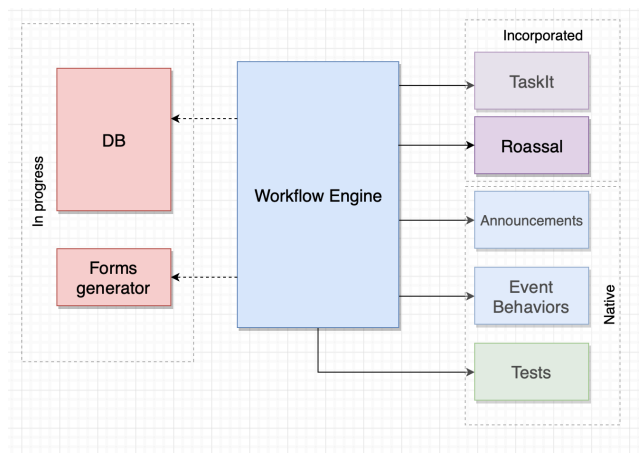 Incorporated
TaskIt
Roassal
DB
In progress
Forms
generator
Workflow Engine
Announcements
Event
Behaviors
Native
Tests